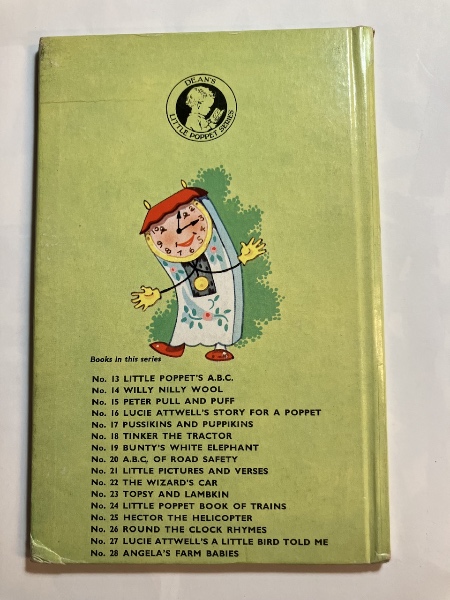 DEAN'S
LITTLE POPPET SERIES
Books in this series
No. 13 LITTLE POPPET'S A.B.C.
No. 14 WILLY NILLY WOOL
No. 15 PETER PULL AND PUFF
No. 16 LUCIE ATTWELL'S STORY FOR A POPPET
No. 17 PUSSIKINS AND PUPPIKINS
No. 18 TINKER THE TRACTOR
No. 19 BUNTY'S WHITE ELEPHANT
No. 20 A.B.C. OF ROAD SAFETY
No. 21 LITTLE PICTURES AND VERSES
No. 22 THE WIZARD'S CAR
No. 23 TOPSY AND LAMBKIN
No. 24 LITTLE POPPET BOOK OF TRAINS
No. 25 HECTOR THE HELICOPTER
No. 26 ROUND THE CLOCK RHYMES
No. 27 LUCIE ATTWELL'S A LITTLE BIRD TOLD ME
No. 28 ANGELA'S FARM BABIES